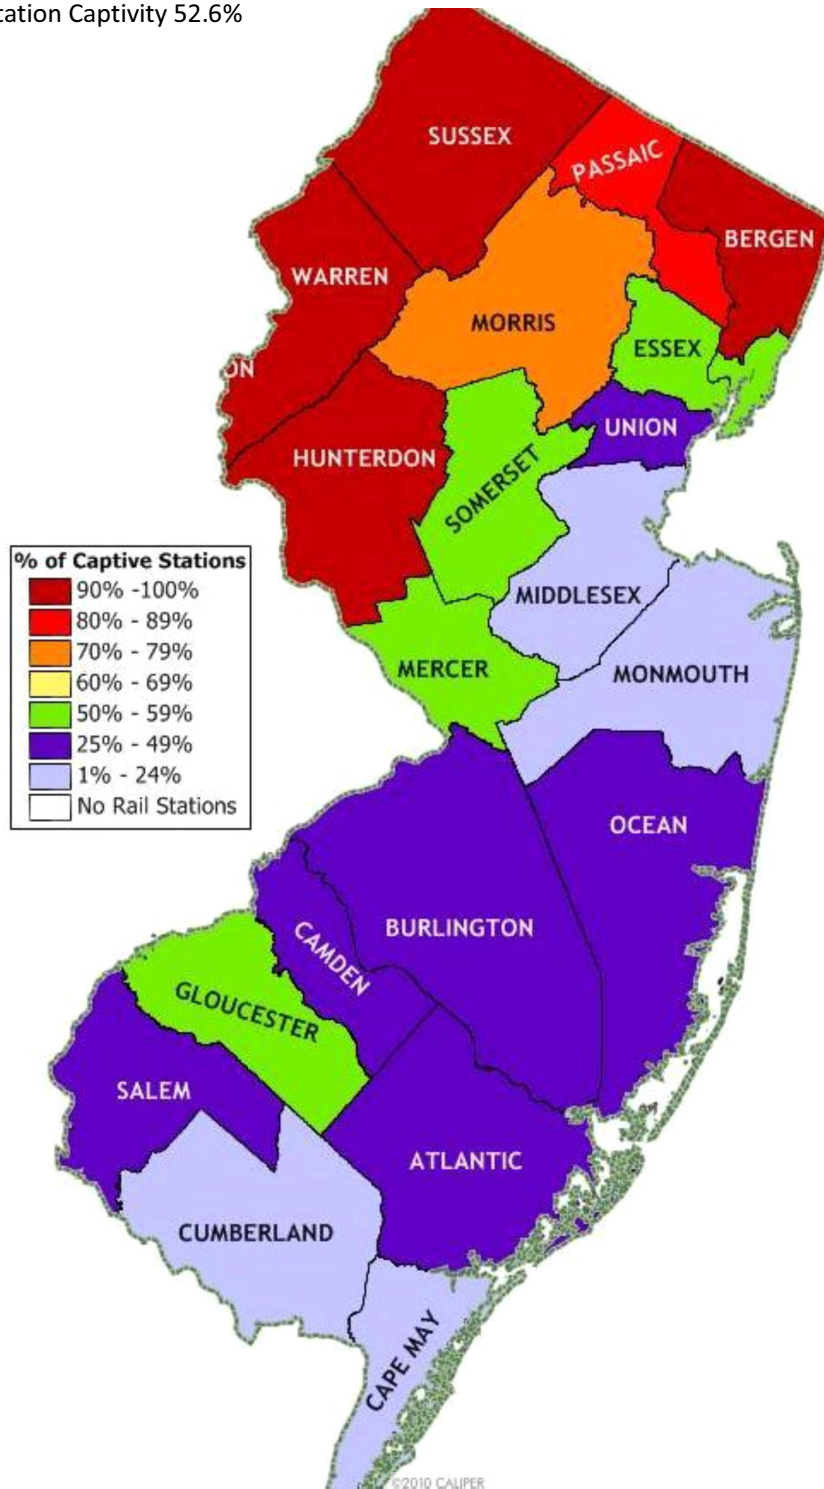 tation Captivity 52.6%
SUSSEX
PASSAIC
BERGEN
WARREN
MORRIS
ESSEX
ON
UNION
HUNTERDON
SOMERSET
% of Captive Stations
90% -100%
80% - 89%
70% - 79%
60% - 69%
50% - 59%
25% - 49%
1% - 24%
No Rail Stations
MIDDLESEX
MERCER
MONMOUTH
OCEAN
BURLINGTON
CAMDEN
GLOUCESTER
SALEM
ATLANTIC
CUMBERLAND
CAPE MAY
©2010 CALIPER